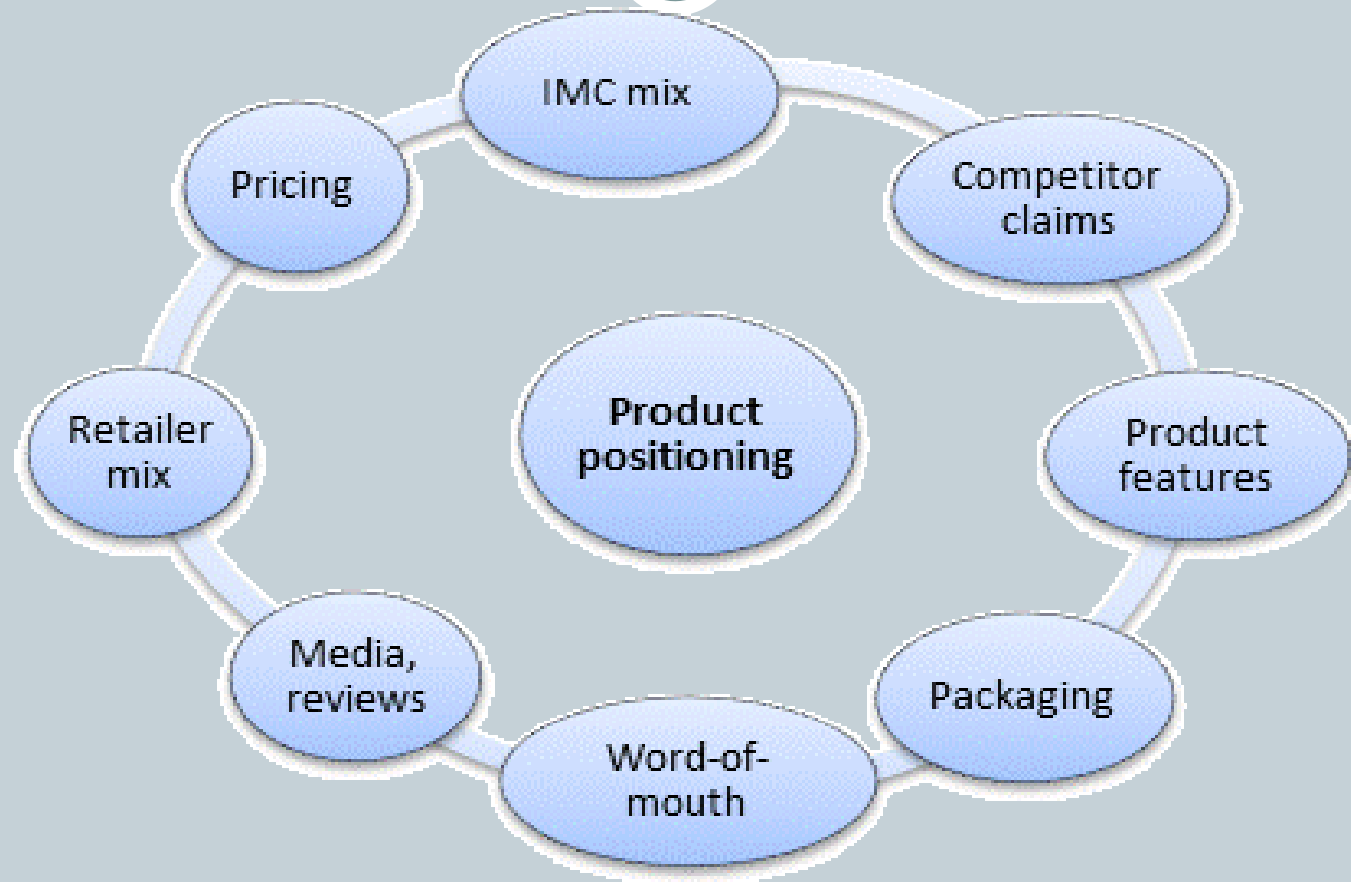 IMC mix
Competitor
claims
Pricing
Product
positioning
Retailer
mix
Product
features
Media,
reviews
Packaging
Word-of-
mouth